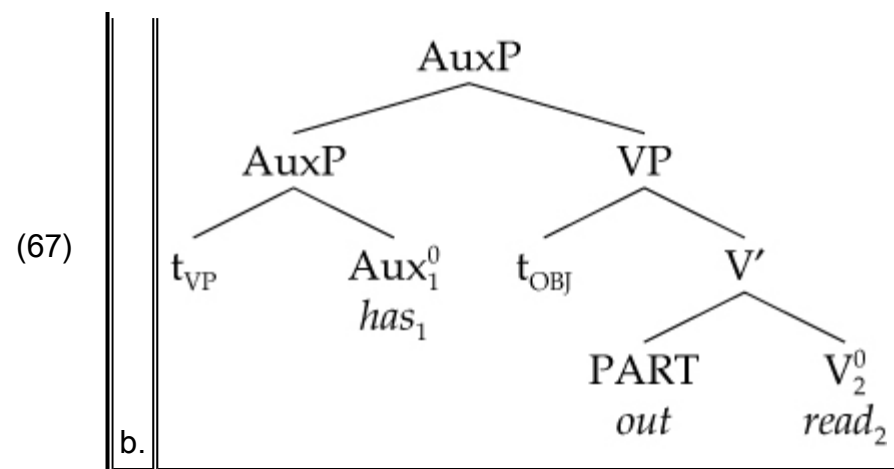 AuxP
AuxP VP
(67)
t_VP Aux⁰₁ t_OBJ V′
has₁
PART V⁰₂
out read₂
b.